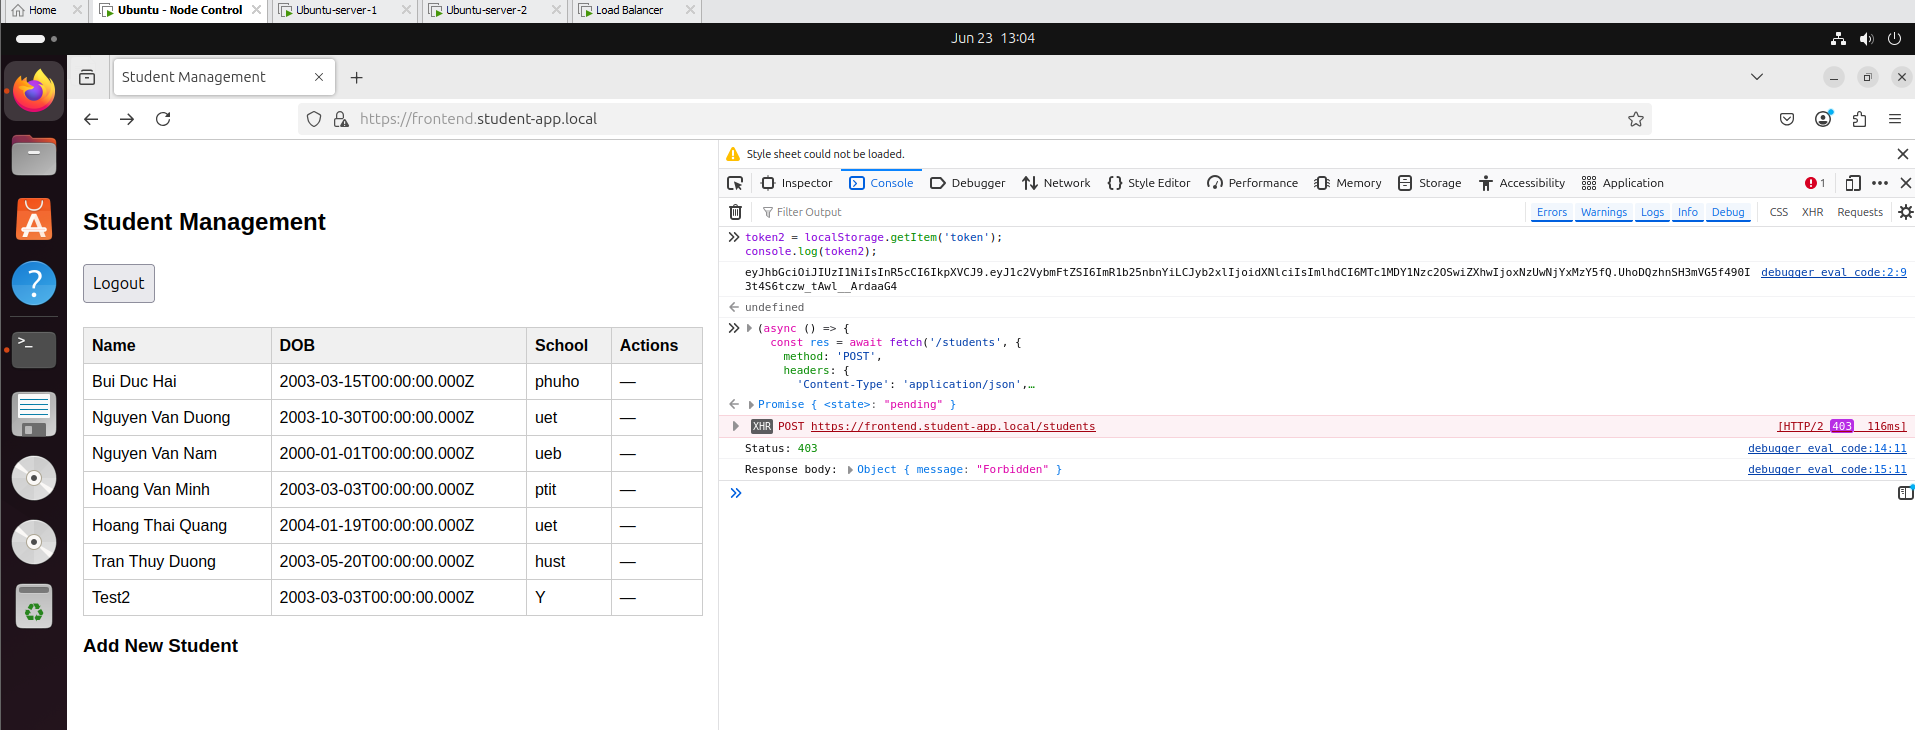 Home
Ubuntu - Node Control
Ubuntu-server-1
Ubuntu-server-2
Load Balancer
Jun 23 13:04
Student Management
https://frontend.student-app.local
Style sheet could not be loaded.
Inspector Console Debugger Network Style Editor Performance Memory Storage Accessibility Application 1
Filter Output Errors Warnings Logs Info Debug CSS XHR Requests
Student Management
Logout
Name DOB School Actions
Bui Duc Hai 2003-03-15T00:00:00.000Z phuho —
Nguyen Van Duong 2003-10-30T00:00:00.000Z uet —
Nguyen Van Nam 2000-01-01T00:00:00.000Z ueb —
Hoang Van Minh 2003-03-03T00:00:00.000Z ptit —
Hoang Thai Quang 2004-01-19T00:00:00.000Z uet —
Tran Thuy Duong 2003-05-20T00:00:00.000Z hust —
Test2 2003-03-03T00:00:00.000Z Y —
Add New Student
token2 = localStorage.getItem('token');
console.log(token2);
debugger eval code:2:9
undefined
(async () => {
const res = await fetch('/students', {
method: 'POST',
headers: {
'Content-Type': 'application/json',…
Promise { <state>: "pending" }
XHR POST https://frontend.student-app.local/students [HTTP/2 403 116ms]
Status: 403 debugger eval code:14:11
Response body: Object { message: "Forbidden" } debugger eval code:15:11